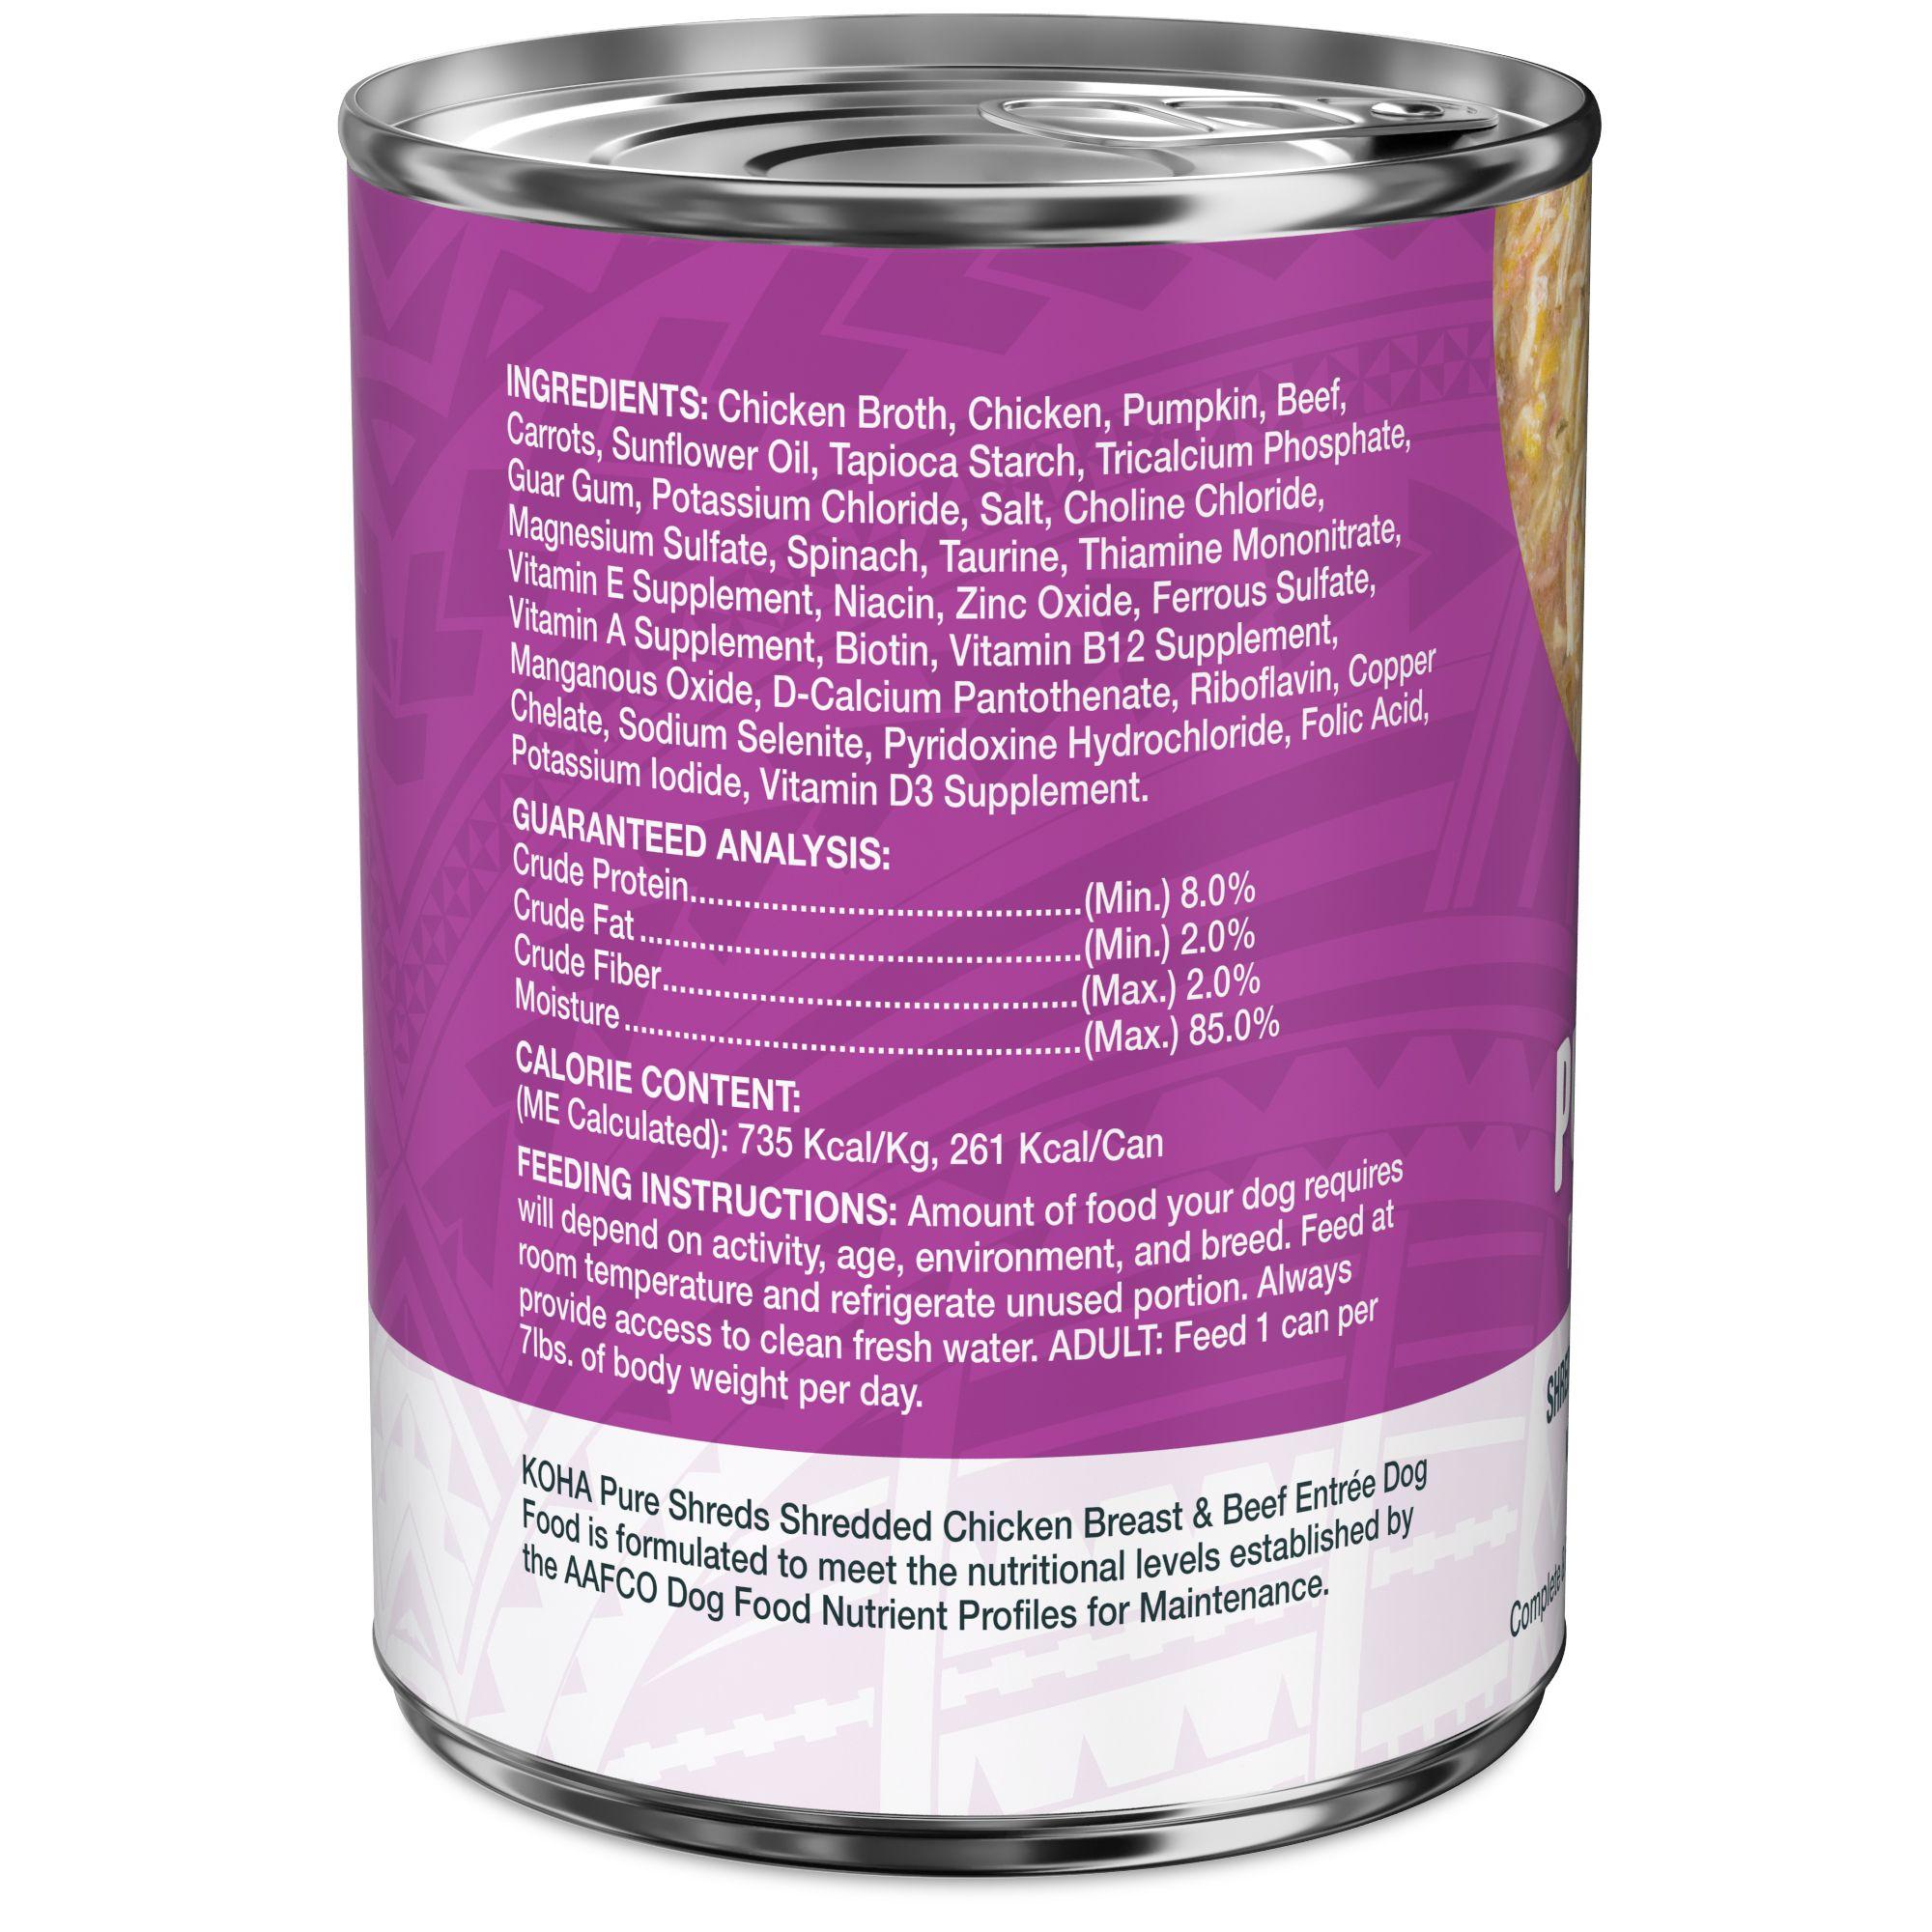 INGREDIENTS: Chicken Broth, Chicken, Pumpkin, Beef,
Carrots, Sunflower Oil, Tapioca Starch, Tricalcium Phosphate,
Guar Gum, Potassium Chloride, Salt, Choline Chloride,
Magnesium Sulfate, Spinach, Taurine, Thiamine Mononitrate,
Vitamin E Supplement, Niacin, Zinc Oxide, Ferrous Sulfate,
Vitamin A Supplement, Biotin, Vitamin B12 Supplement,
Manganous Oxide, D-Calcium Pantothenate, Riboflavin, Copper
Chelate, Sodium Selenite, Pyridoxine Hydrochloride, Folic Acid,
Potassium Iodide, Vitamin D3 Supplement.
GUARANTEED ANALYSIS:
Crude Protein..........................................(Min.) 8.0%
Crude Fat................................................(Min.) 2.0%
Crude Fiber.............................................(Max.) 2.0%
Moisture.................................................(Max.) 85.0%
CALORIE CONTENT:
(ME Calculated): 735 Kcal/Kg, 261 Kcal/Can
FEEDING INSTRUCTIONS: Amount of food your dog requires
will depend on activity, age, environment, and breed. Feed at
room temperature and refrigerate unused portion. Always
provide access to clean fresh water. ADULT: Feed 1 can per
7lbs. of body weight per day.
KOHA Pure Shreds Shredded Chicken Breast & Beef Entrée Dog
Food is formulated to meet the nutritional levels established by
the AAFCO Dog Food Nutrient Profiles for Maintenance.
Complete